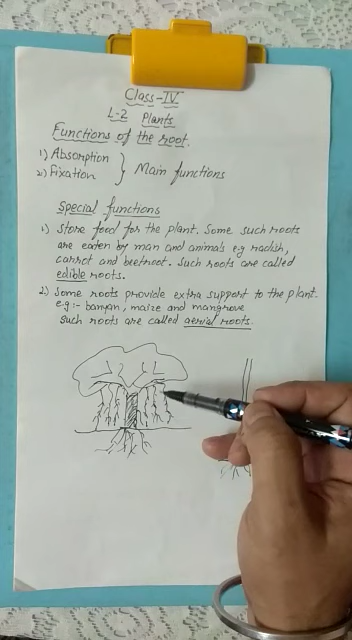 Class-IV
L-2 Plants
Functions of the root.
1) Absorption
2) Fixation } Main functions
Special functions
1) Store food for the plant. Some such roots
are eaten by man and animals e.g radish,
carrot and beetroot. Such roots are called
edible roots.
2) Some roots provide extra support to the plant.
e.g:- banyan, maize and mangrove
Such roots are called aerial roots.